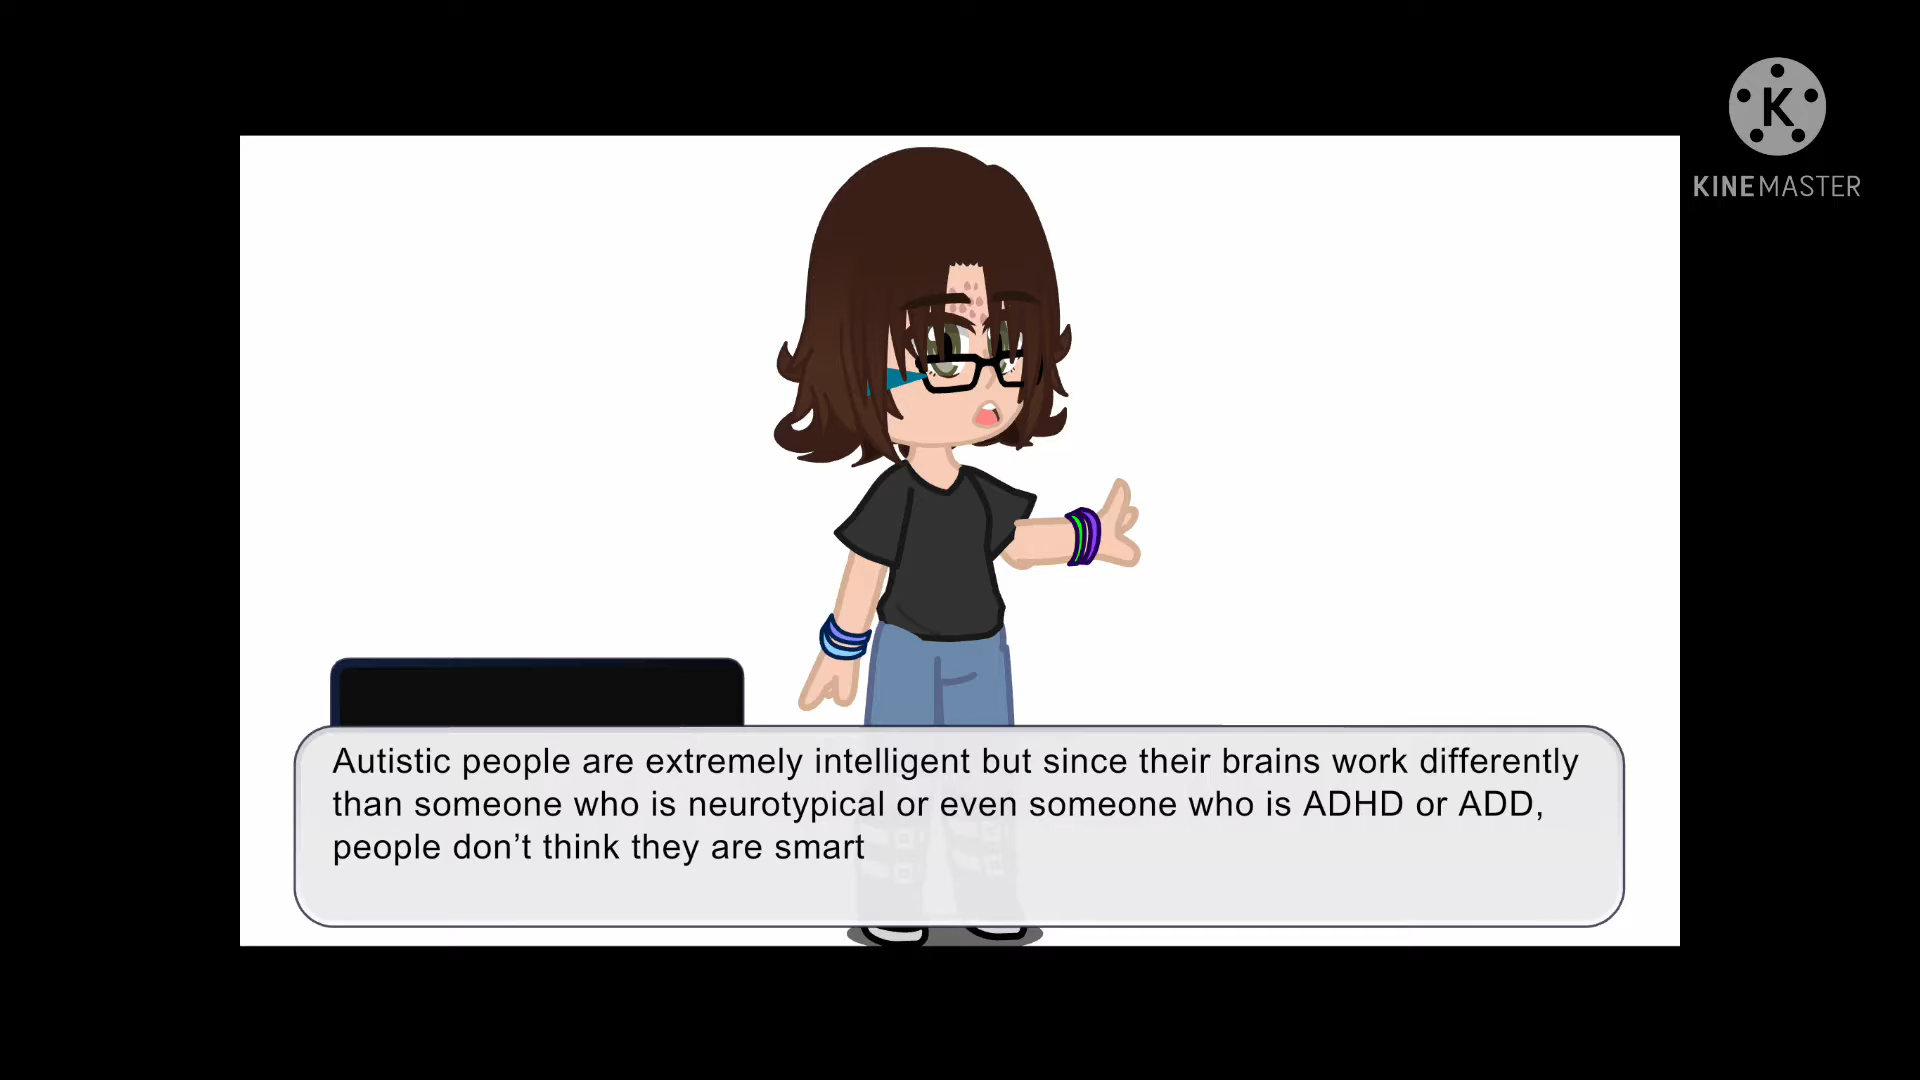 K
KINEMASTER
Autistic people are extremely intelligent but since their brains work differently
than someone who is neurotypical or even someone who is ADHD or ADD,
people don’t think they are smart